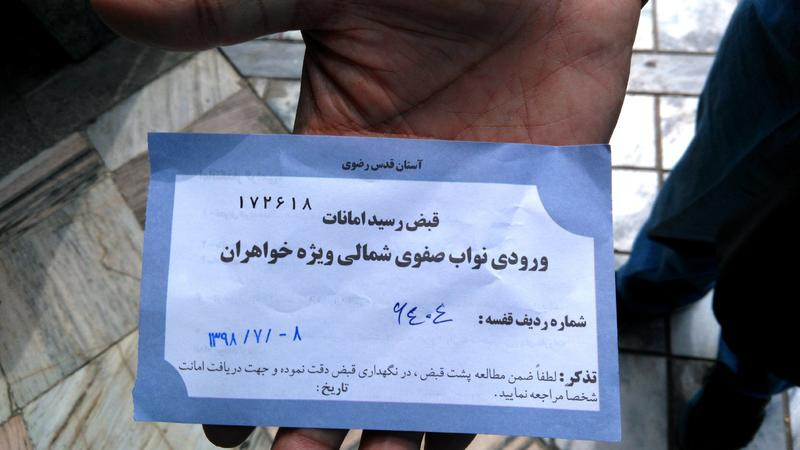 آستان قدس رضوی
۱۷۲۶۱۸
قبض رسید امانات
ورودی نواب صفوی شمالی ویژه خواهران
شماره ردیف قفسه:
۱۳۹۸/۷/-۸
تذکر: لطفاً ضمن مطالعه پشت قبض، در نگهداری قبض دقت نموده و جهت دریافت امانت
شخصا مراجعه نمایید. تاریخ: